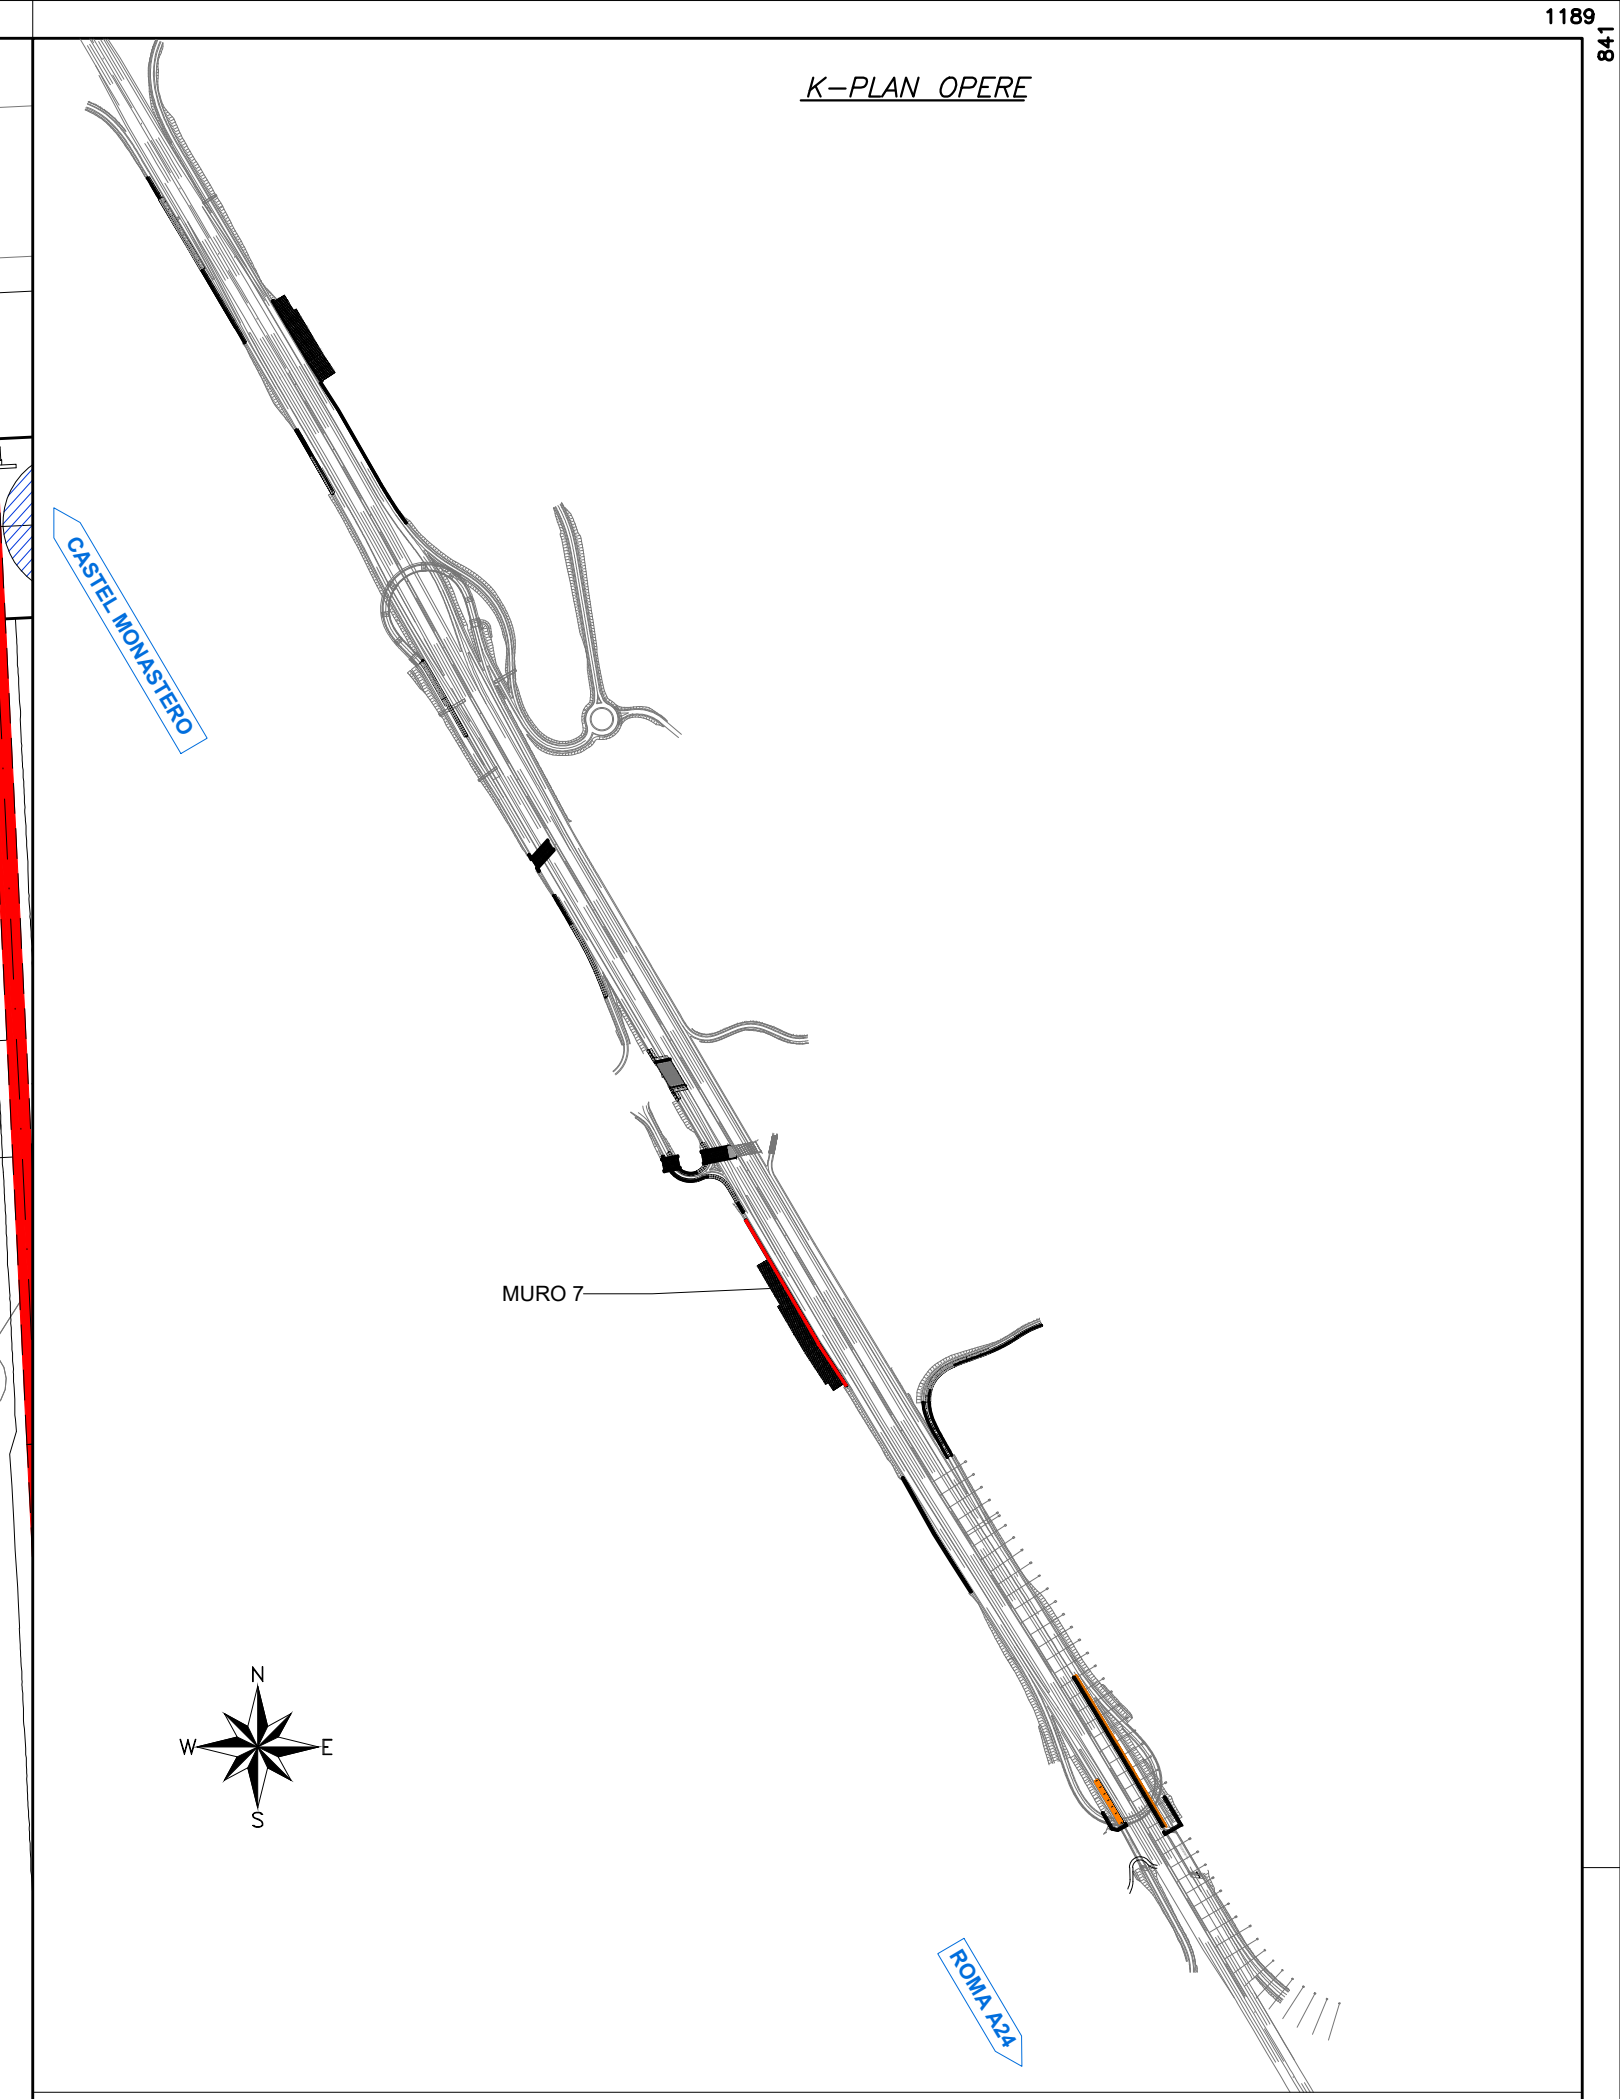 1189
841
K-PLAN OPERE
CASTEL MONASTERO
MURO 7
N
W
E
S
ROMA A24